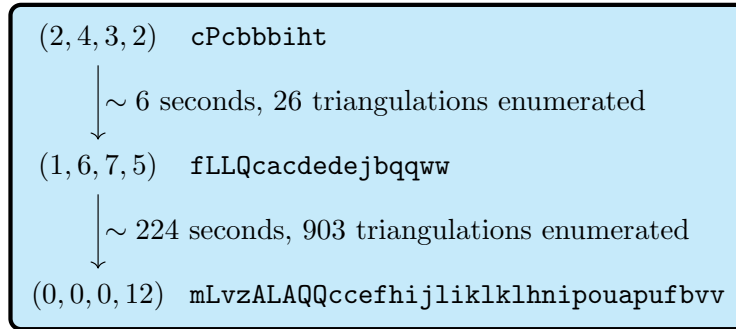 (2, 4, 3, 2) cPcbbbiht
∼ 6 seconds, 26 triangulations enumerated
(1, 6, 7, 5) fLLQcacdedejbqqww
∼ 224 seconds, 903 triangulations enumerated
(0, 0, 0, 12) mLvzALAQQccefhijliklklhnipouapufbvv